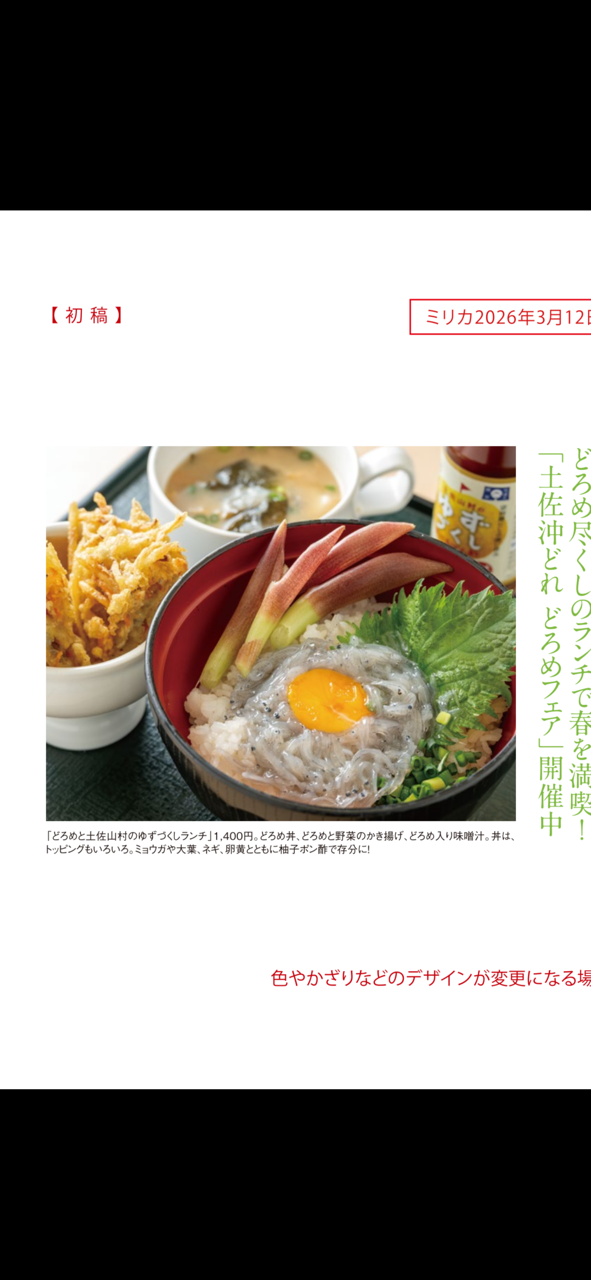 【初稿】
ミリカ2026年3月12日
どろめ尽くしのランチで春を満喫！
「土佐沖どれ どろめフェア」開催中
ゆずづくし
「どろめと土佐山村のゆずづくしランチ」1,400円。どろめ丼、どろめと野菜のかき揚げ、どろめ入り味噌汁。丼は、
トッピングもいろいろ。ミョウガや大葉、ネギ、卵黄とともに柚子ポン酢で存分に!
色やかざりなどのデザインが変更になる場